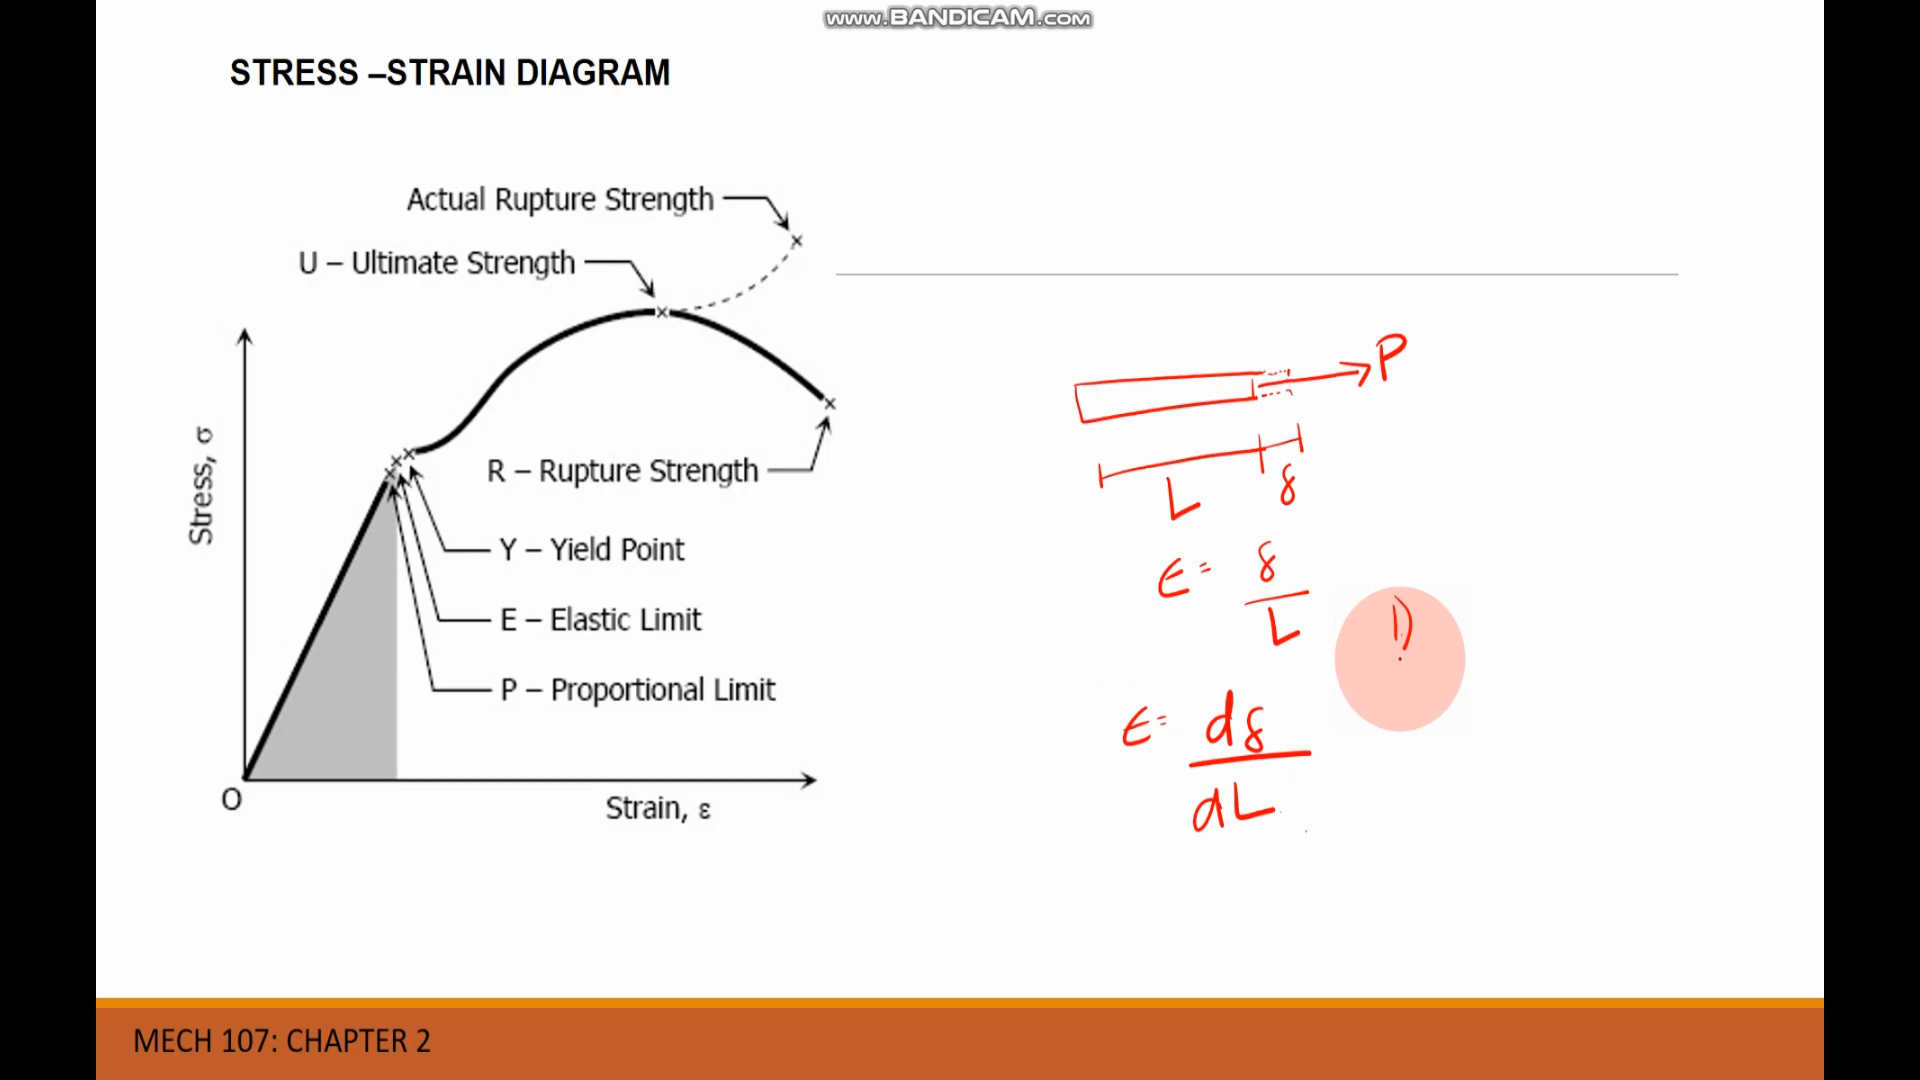 www.BANDICAM.com
STRESS –STRAIN DIAGRAM
Actual Rupture Strength
U – Ultimate Strength
R – Rupture Strength
Y – Yield Point
E – Elastic Limit
P – Proportional Limit
Stress, σ
O
Strain, ε
P
L δ
ε = δ
L
1)
ε = dδ
dL
MECH 107: CHAPTER 2